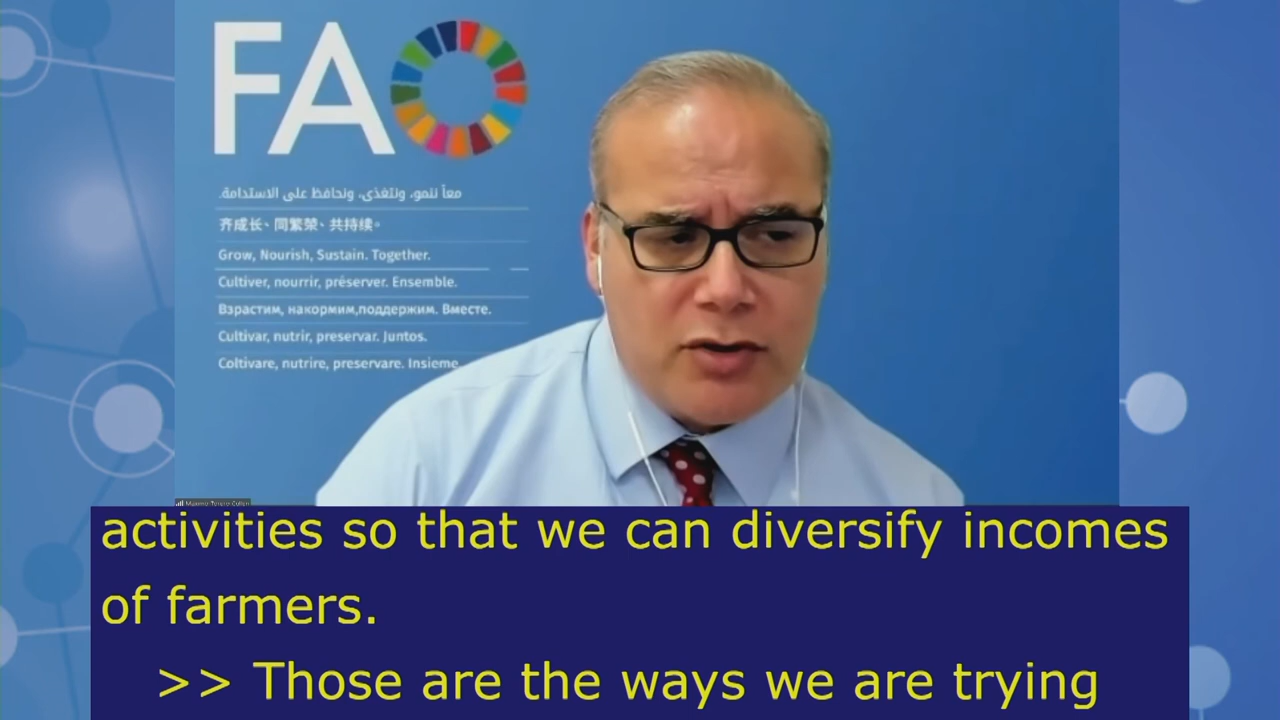 FAO
معاً ننمو، ونتغذى، ونحافظ على الاستدامة.
齐成长、同繁荣、共持续。
Grow, Nourish, Sustain. Together.
Cultiver, nourrir, préserver. Ensemble.
Взрастим, накормим,поддержим. Вместе.
Cultivar, nutrir, preservar. Juntos.
Coltivare, nutrire, preservare. Insieme.
activities so that we can diversify incomes
of farmers.
>> Those are the ways we are trying